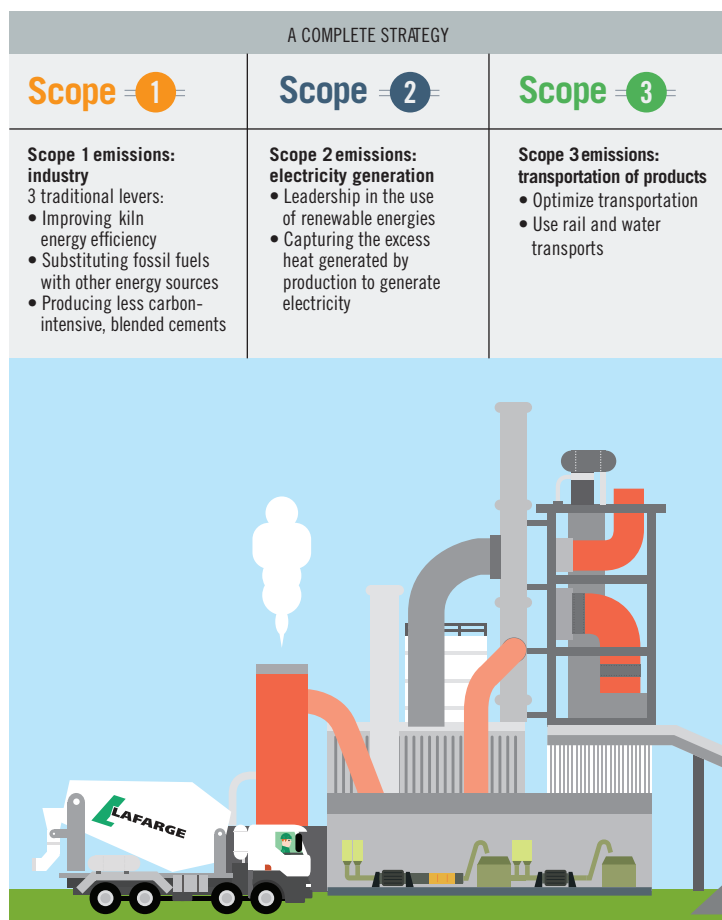 A COMPLETE STRATEGY
Scope 1
Scope 2
Scope 3
Scope 1 emissions:
industry
3 traditional levers:
• Improving kiln
energy efficiency
• Substituting fossil fuels
with other energy sources
• Producing less carbon-
intensive, blended cements
Scope 2 emissions:
electricity generation
• Leadership in the use
of renewable energies
• Capturing the excess
heat generated by
production to generate
electricity
Scope 3 emissions:
transportation of products
• Optimize transportation
• Use rail and water
transports
LAFARGE